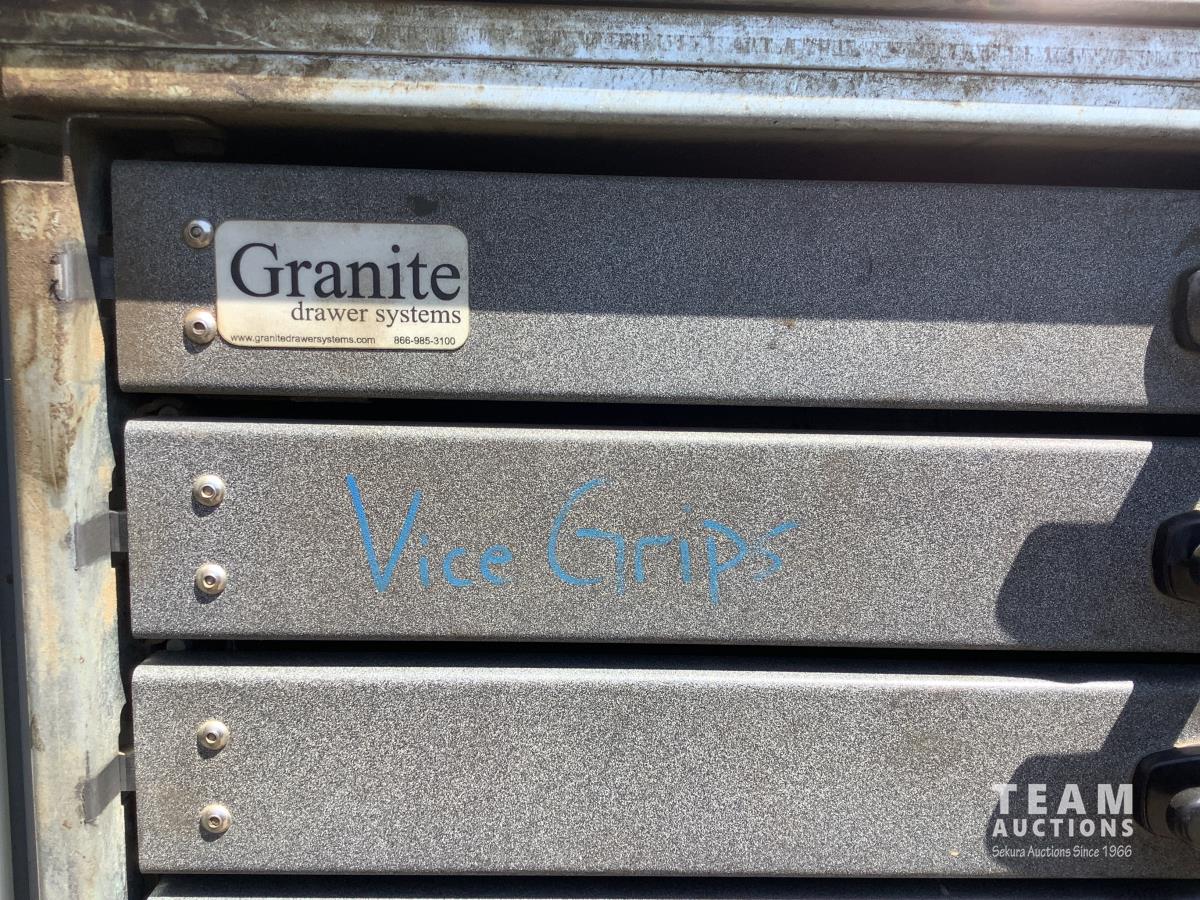 Granite
drawer systems
www.granitedrawersystems.com 866-985-3100
Vice Grips
TEAM
AUCTIONS
Sekura Auctions Since 1966